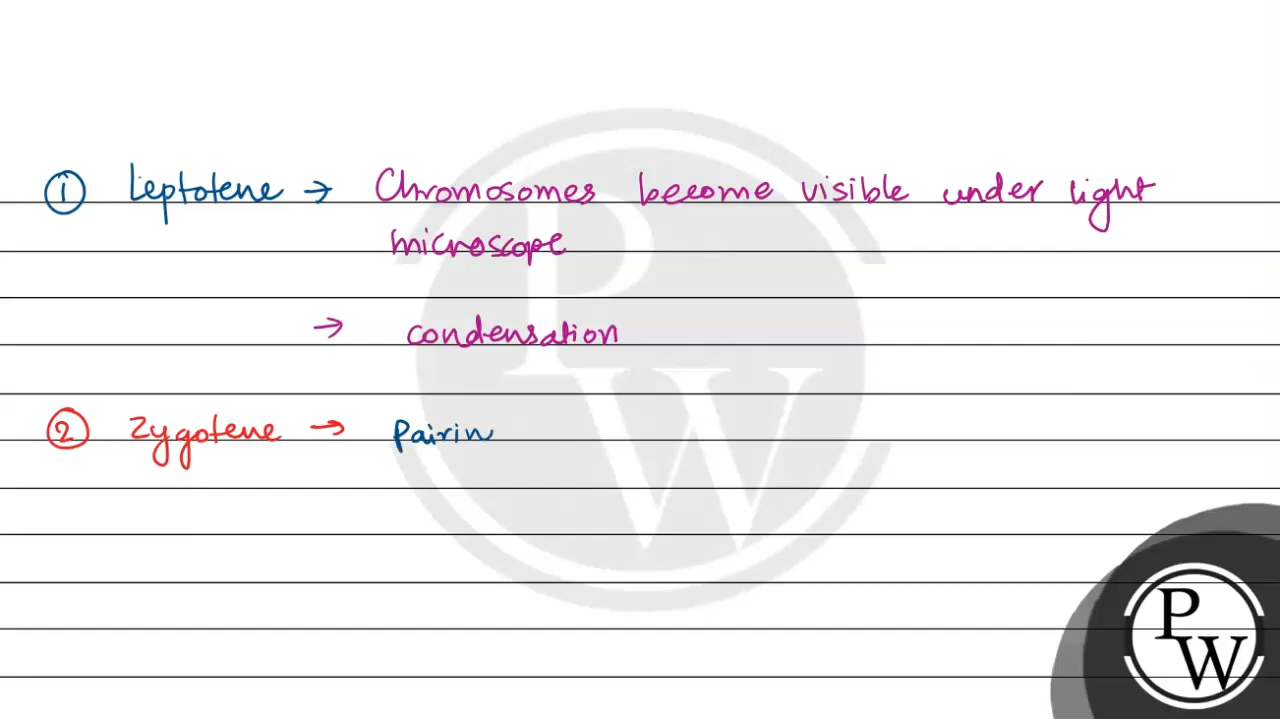 ① Leptotene → Chromosomes become visible under light
microscope
→ condensation
② Zygotene → Pairin
P
W
P
W